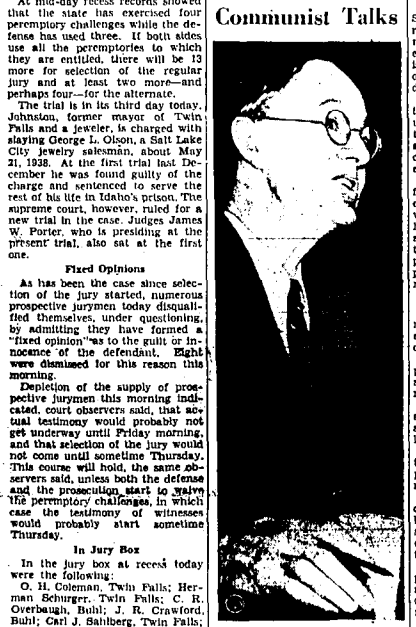 At mid-day recess records showed
that the state has exercised four
peremptory challenges while the de-
fense has used three. If both sides
use all the peremptories to which
they are entitled, there will be 13
more for selection of the regular
jury and at least two more—and
perhaps four—for the alternate.
The trial is in its third day today.
Johnston, former mayor of Twin
Falls and a jeweler, is charged with
slaying George L. Olson, a Salt Lake
City jewelry salesman, about May
21, 1938. At the first trial last De-
cember he was found guilty of the
charge and sentenced to serve the
rest of his life in Idaho's prison. The
supreme court, however, ruled for a
new trial in the case. Judges James
W. Porter, who is presiding at the
present trial, also sat at the first
one.
Fixed Opinions
As has been the case since selec-
tion of the jury started, numerous
prospective jurymen today disquali-
fied themselves, under questioning,
by admitting they have formed a
"fixed opinion" as to the guilt or in-
nocence of the defendant. Eight
were dismissed for this reason this
morning.
Depletion of the supply of pros-
pective jurymen this morning indi-
cated, court observers said, that ac-
tual testimony would probably not
get underway until Friday morning,
and that selection of the jury would
not come until sometime Thursday.
This course will hold, the same ob-
servers said, unless both the defense
and the prosecution start to waive
the peremptory challenges, in which
case the testimony of witnesses
would probably start sometime
Thursday.
In Jury Box
In the jury box at recess today
were the following:
O. H. Coleman, Twin Falls; Her-
man Schurger, Twin Falls; C. R.
Overbaugh, Buhl; J. R. Crawford,
Buhl; Carl J. Sahlberg, Twin Falls;
Communist Talks